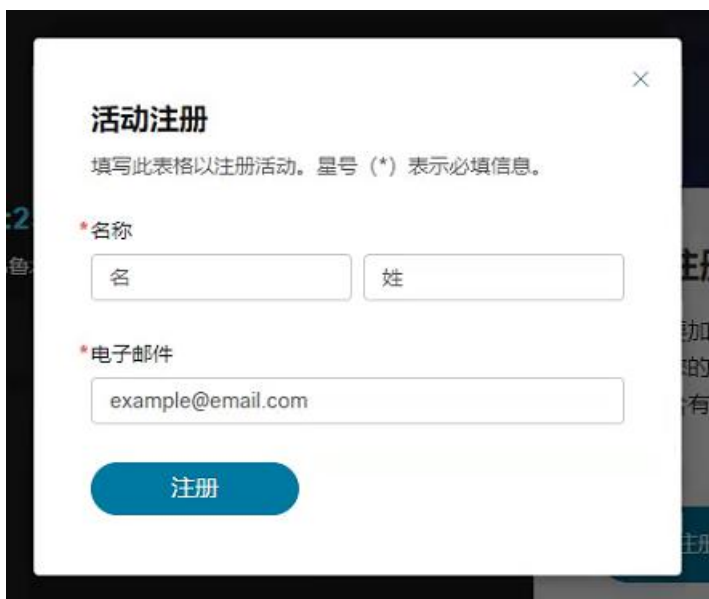 活动注册
填写此表格以注册活动。星号（*）表示必填信息。
*名称
名
姓
*电子邮件
example@email.com
注册